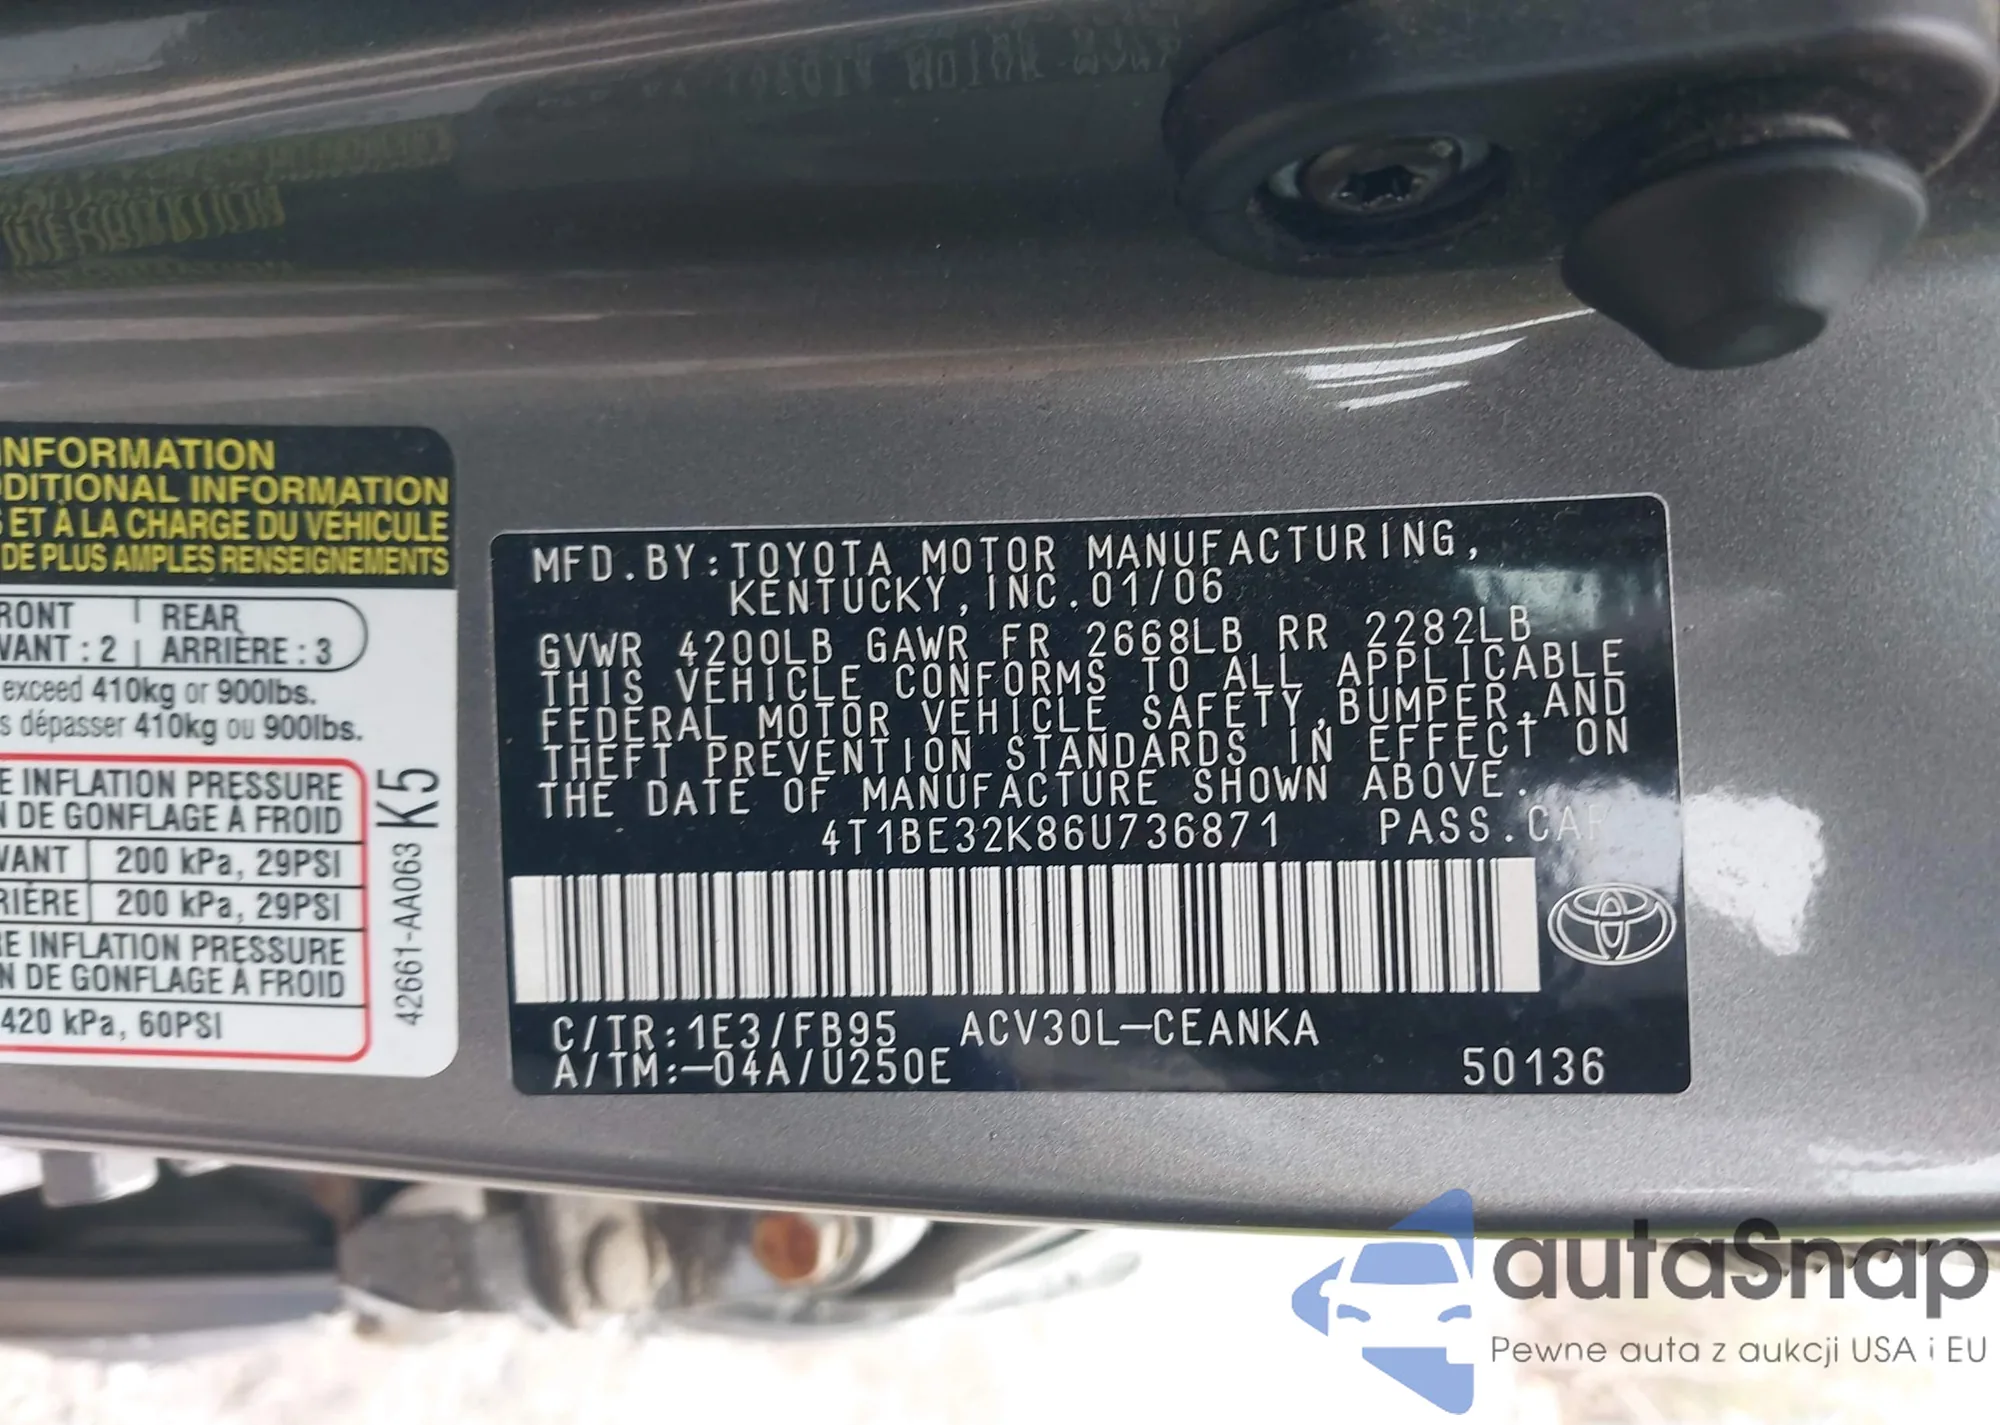 INFORMATION
DITIONAL INFORMATION
ET À LA CHARGE DU VÉHICULE
DE PLUS AMPLES RENSEIGNEMENTS
RONT REAR
VANT : 2 ARRIÈRE : 3
exceed 410kg or 900lbs.
s dépasser 410kg ou 900lbs.
E INFLATION PRESSURE
N DE GONFLAGE À FROID
VANT 200 kPa, 29PSI
RIÈRE 200 kPa, 29PSI
RE INFLATION PRESSURE
N DE GONFLAGE À FROID
420 kPa, 60PSI
42661-AA063 K5
MFD.BY:TOYOTA MOTOR MANUFACTURING,
KENTUCKY,INC.01/06
GVWR 4200LB GAWR FR 2668LB RR 2282LB
THIS VEHICLE CONFORMS TO ALL APPLICABLE
FEDERAL MOTOR VEHICLE SAFETY,BUMPER,AND
THEFT PREVENTION STANDARDS IN EFFECT ON
THE DATE OF MANUFACTURE SHOWN ABOVE.
4T1BE32K86U736871 PASS.CAR
C/TR:1E3/FB95 ACV30L-CEANKA
A/TM:-04A/U250E 50136
autaSnap
Pewne auta z aukcji USA i EU